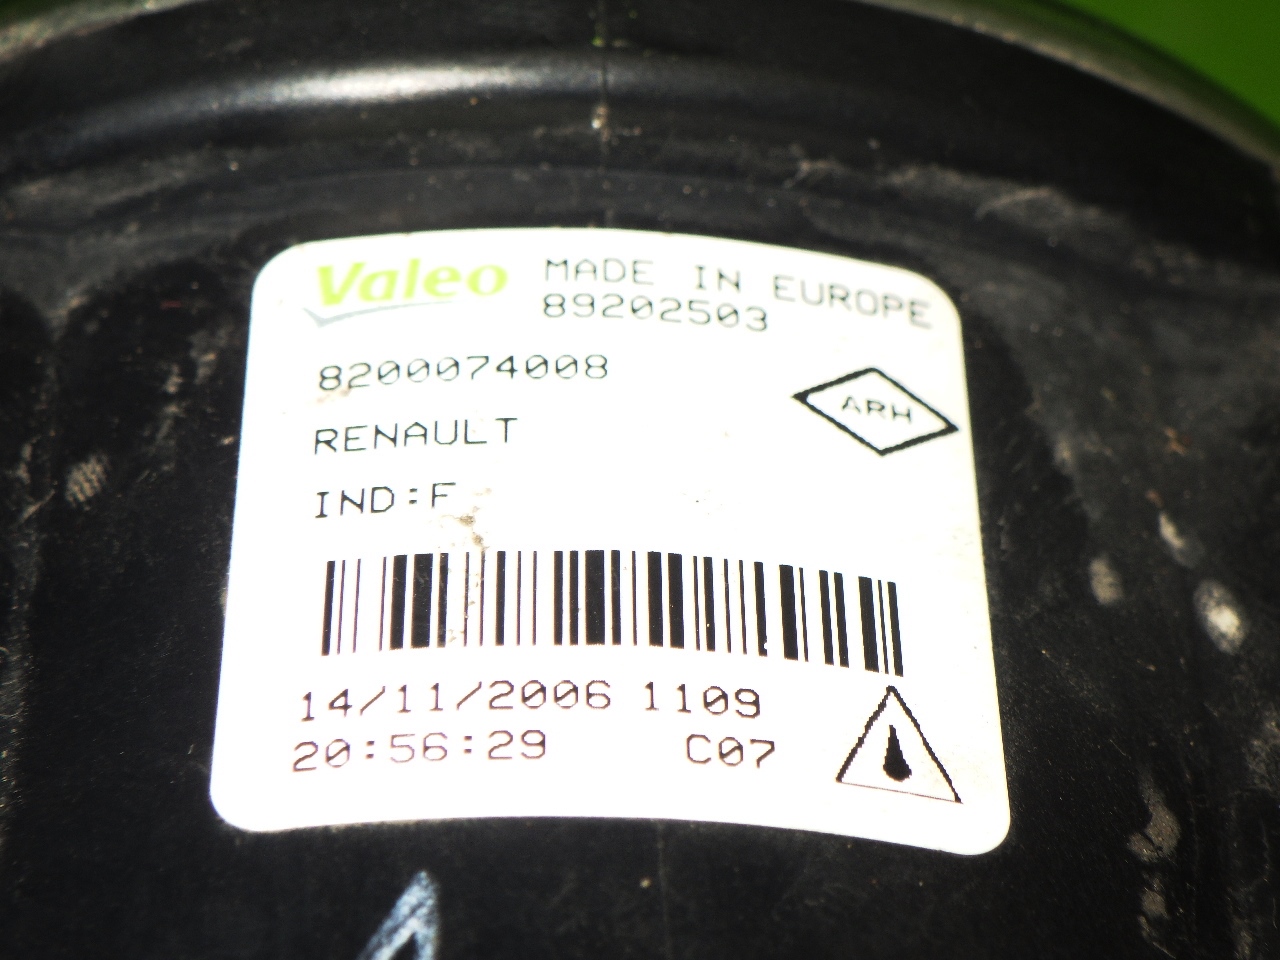 Valeo MADE IN EUROPE
89202503
8200074008
ARH
RENAULT
IND:F
14/11/2006 1109
20:56:29 C07